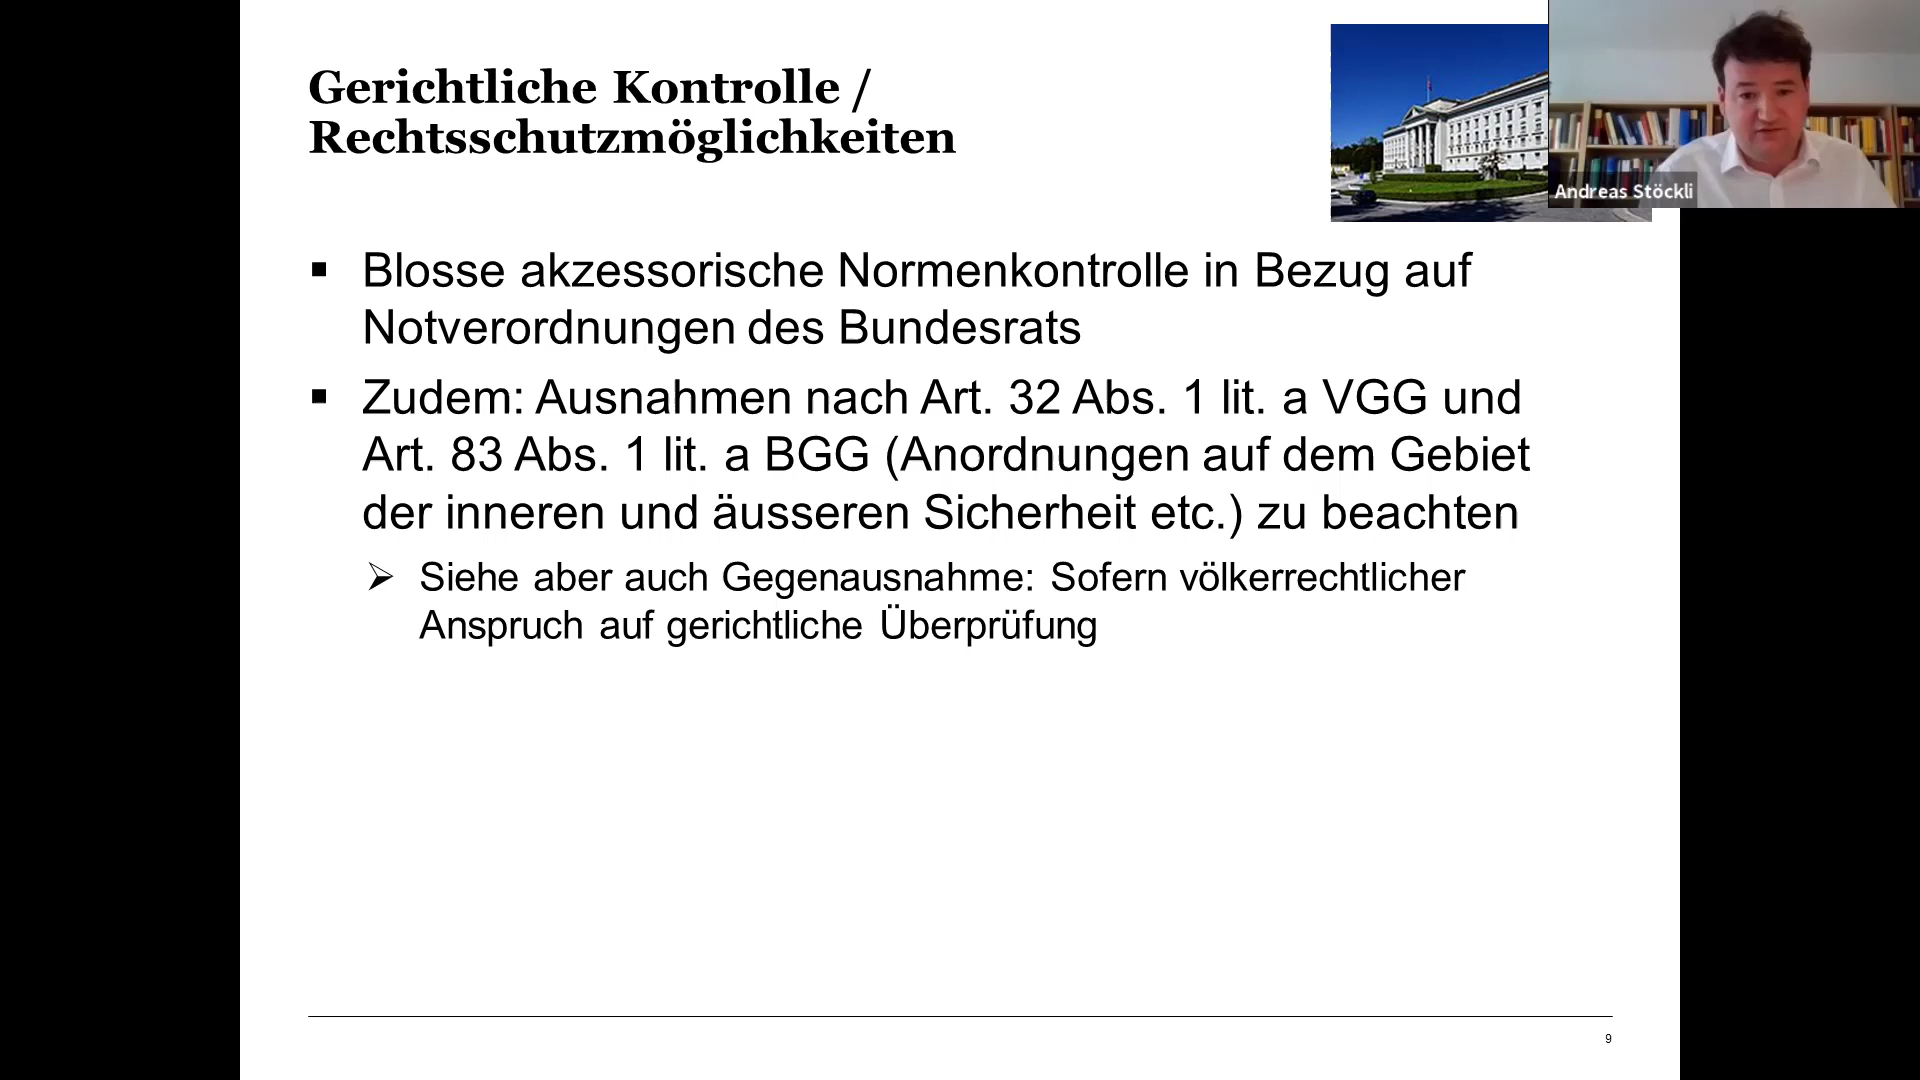 Gerichtliche Kontrolle /
Rechtsschutzmöglichkeiten
Andreas Stöckli
▪ Blosse akzessorische Normenkontrolle in Bezug auf
Notverordnungen des Bundesrats
▪ Zudem: Ausnahmen nach Art. 32 Abs. 1 lit. a VGG und
Art. 83 Abs. 1 lit. a BGG (Anordnungen auf dem Gebiet
der inneren und äusseren Sicherheit etc.) zu beachten
➢ Siehe aber auch Gegenausnahme: Sofern völkerrechtlicher
Anspruch auf gerichtliche Überprüfung
9